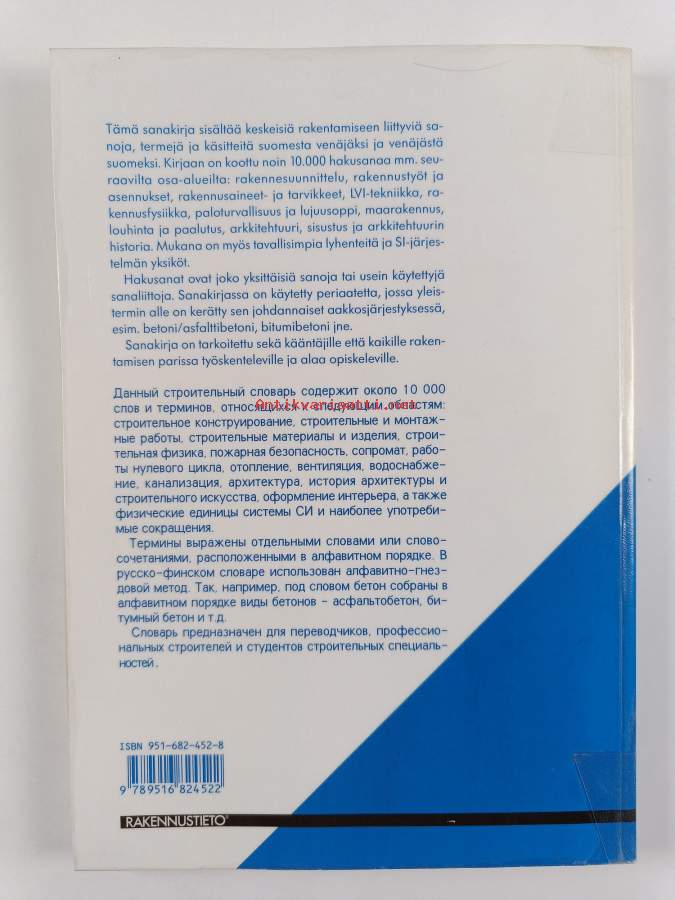 Tämä sanakirja sisältää keskeisiä rakentamiseen liittyviä sa-
noja, termejä ja käsitteitä suomesta venäjäksi ja venäjästä
suomeksi. Kirjaan on koottu noin 10.000 hakusanaa mm. seu-
raavilta osa-alueilta: rakennesuunnittelu, rakennustyöt ja
asennukset, rakennusaineet- ja tarvikkeet, LVI-tekniikka, ra-
kennusfysiikka, paloturvallisuus ja lujuusoppi, maarakennus,
louhinta ja paalutus, arkkitehtuuri, sisustus ja arkkitehtuurin
historia. Mukana on myös tavallisimpia lyhenteitä ja SI-järjes-
telmän yksiköt.
Hakusanat ovat joko yksittäisiä sanoja tai usein käytettyjä
sanaliittoja. Sanakirjassa on käytetty periaatetta, jossa yleis-
termin alle on kerätty sen johdannaiset aakkosjärjestyksessä,
esim. betoni/asfalttibetoni, bitumibetoni jne.
Sanakirja on tarkoitettu sekä kääntäjille että kaikille raken-
tamisen parissa työskenteleville ja alaa opiskeleville.
Данный строительный словарь содержит около 10 000
Antikvariyatti.com
слов и терминов, относящихся к следующим областям:
строительное конструирование, строительные и монтаж-
ные работы, строительные материалы и изделия, строи-
тельная физика, пожарная безопасность, сопромат, рабо-
ты нулевого цикла, отопление, вентиляция, водоснабже-
ние, канализация, архитектура, история архитектуры и
строительного искусства, оформление интерьера, а также
физические единицы системы СИ и наиболее употреби-
мые сокращения.
Термины выражены отдельными словами или слово-
сочетаниями, расположенными в алфавитном порядке. В
русско-финском словаре использован алфавитно-гнез-
довой метод. Так, например, под словом бетон собраны в
алфавитном порядке виды бетонов - асфальтобетон, би-
тумный бетон и т.д.
Словарь предназначен для переводчиков, профессио-
нальных строителей и студентов строительных специаль-
ностей.
ISBN 951-682-452-8
9 789516 824522
RAKENNUSTIETO®